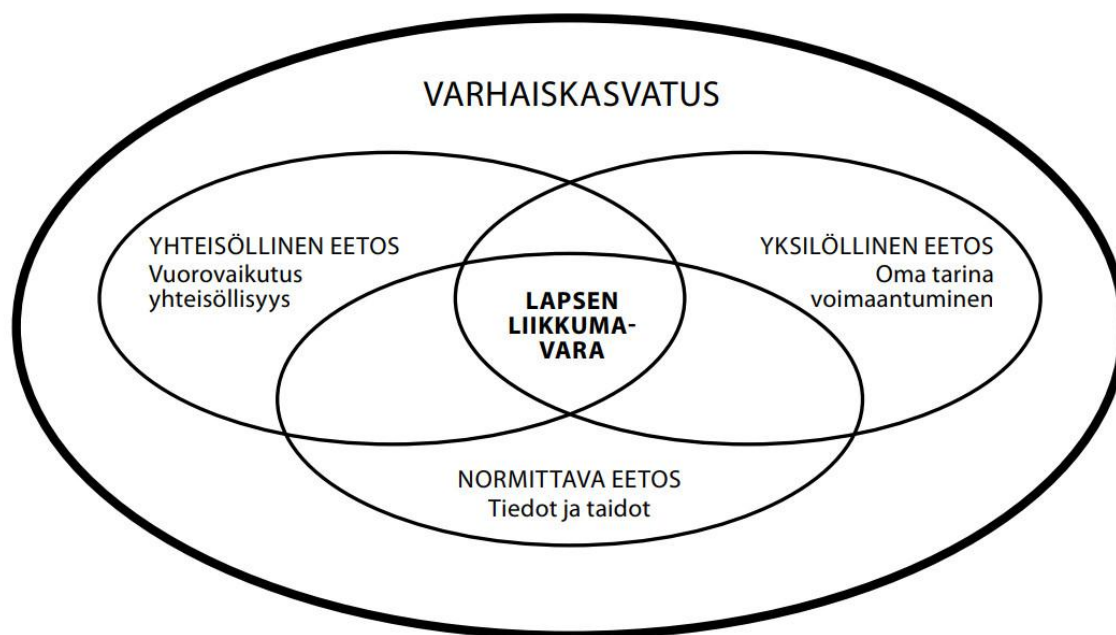 VARHAISKASVATUS
YHTEISÖLLINEN EETOS
Vuorovaikutus
yhteisöllisyys
YKSILÖLLINEN EETOS
Oma tarina
voimaantuminen
LAPSEN
LIIKKUMA-
VARA
NORMITTAVA EETOS
Tiedot ja taidot